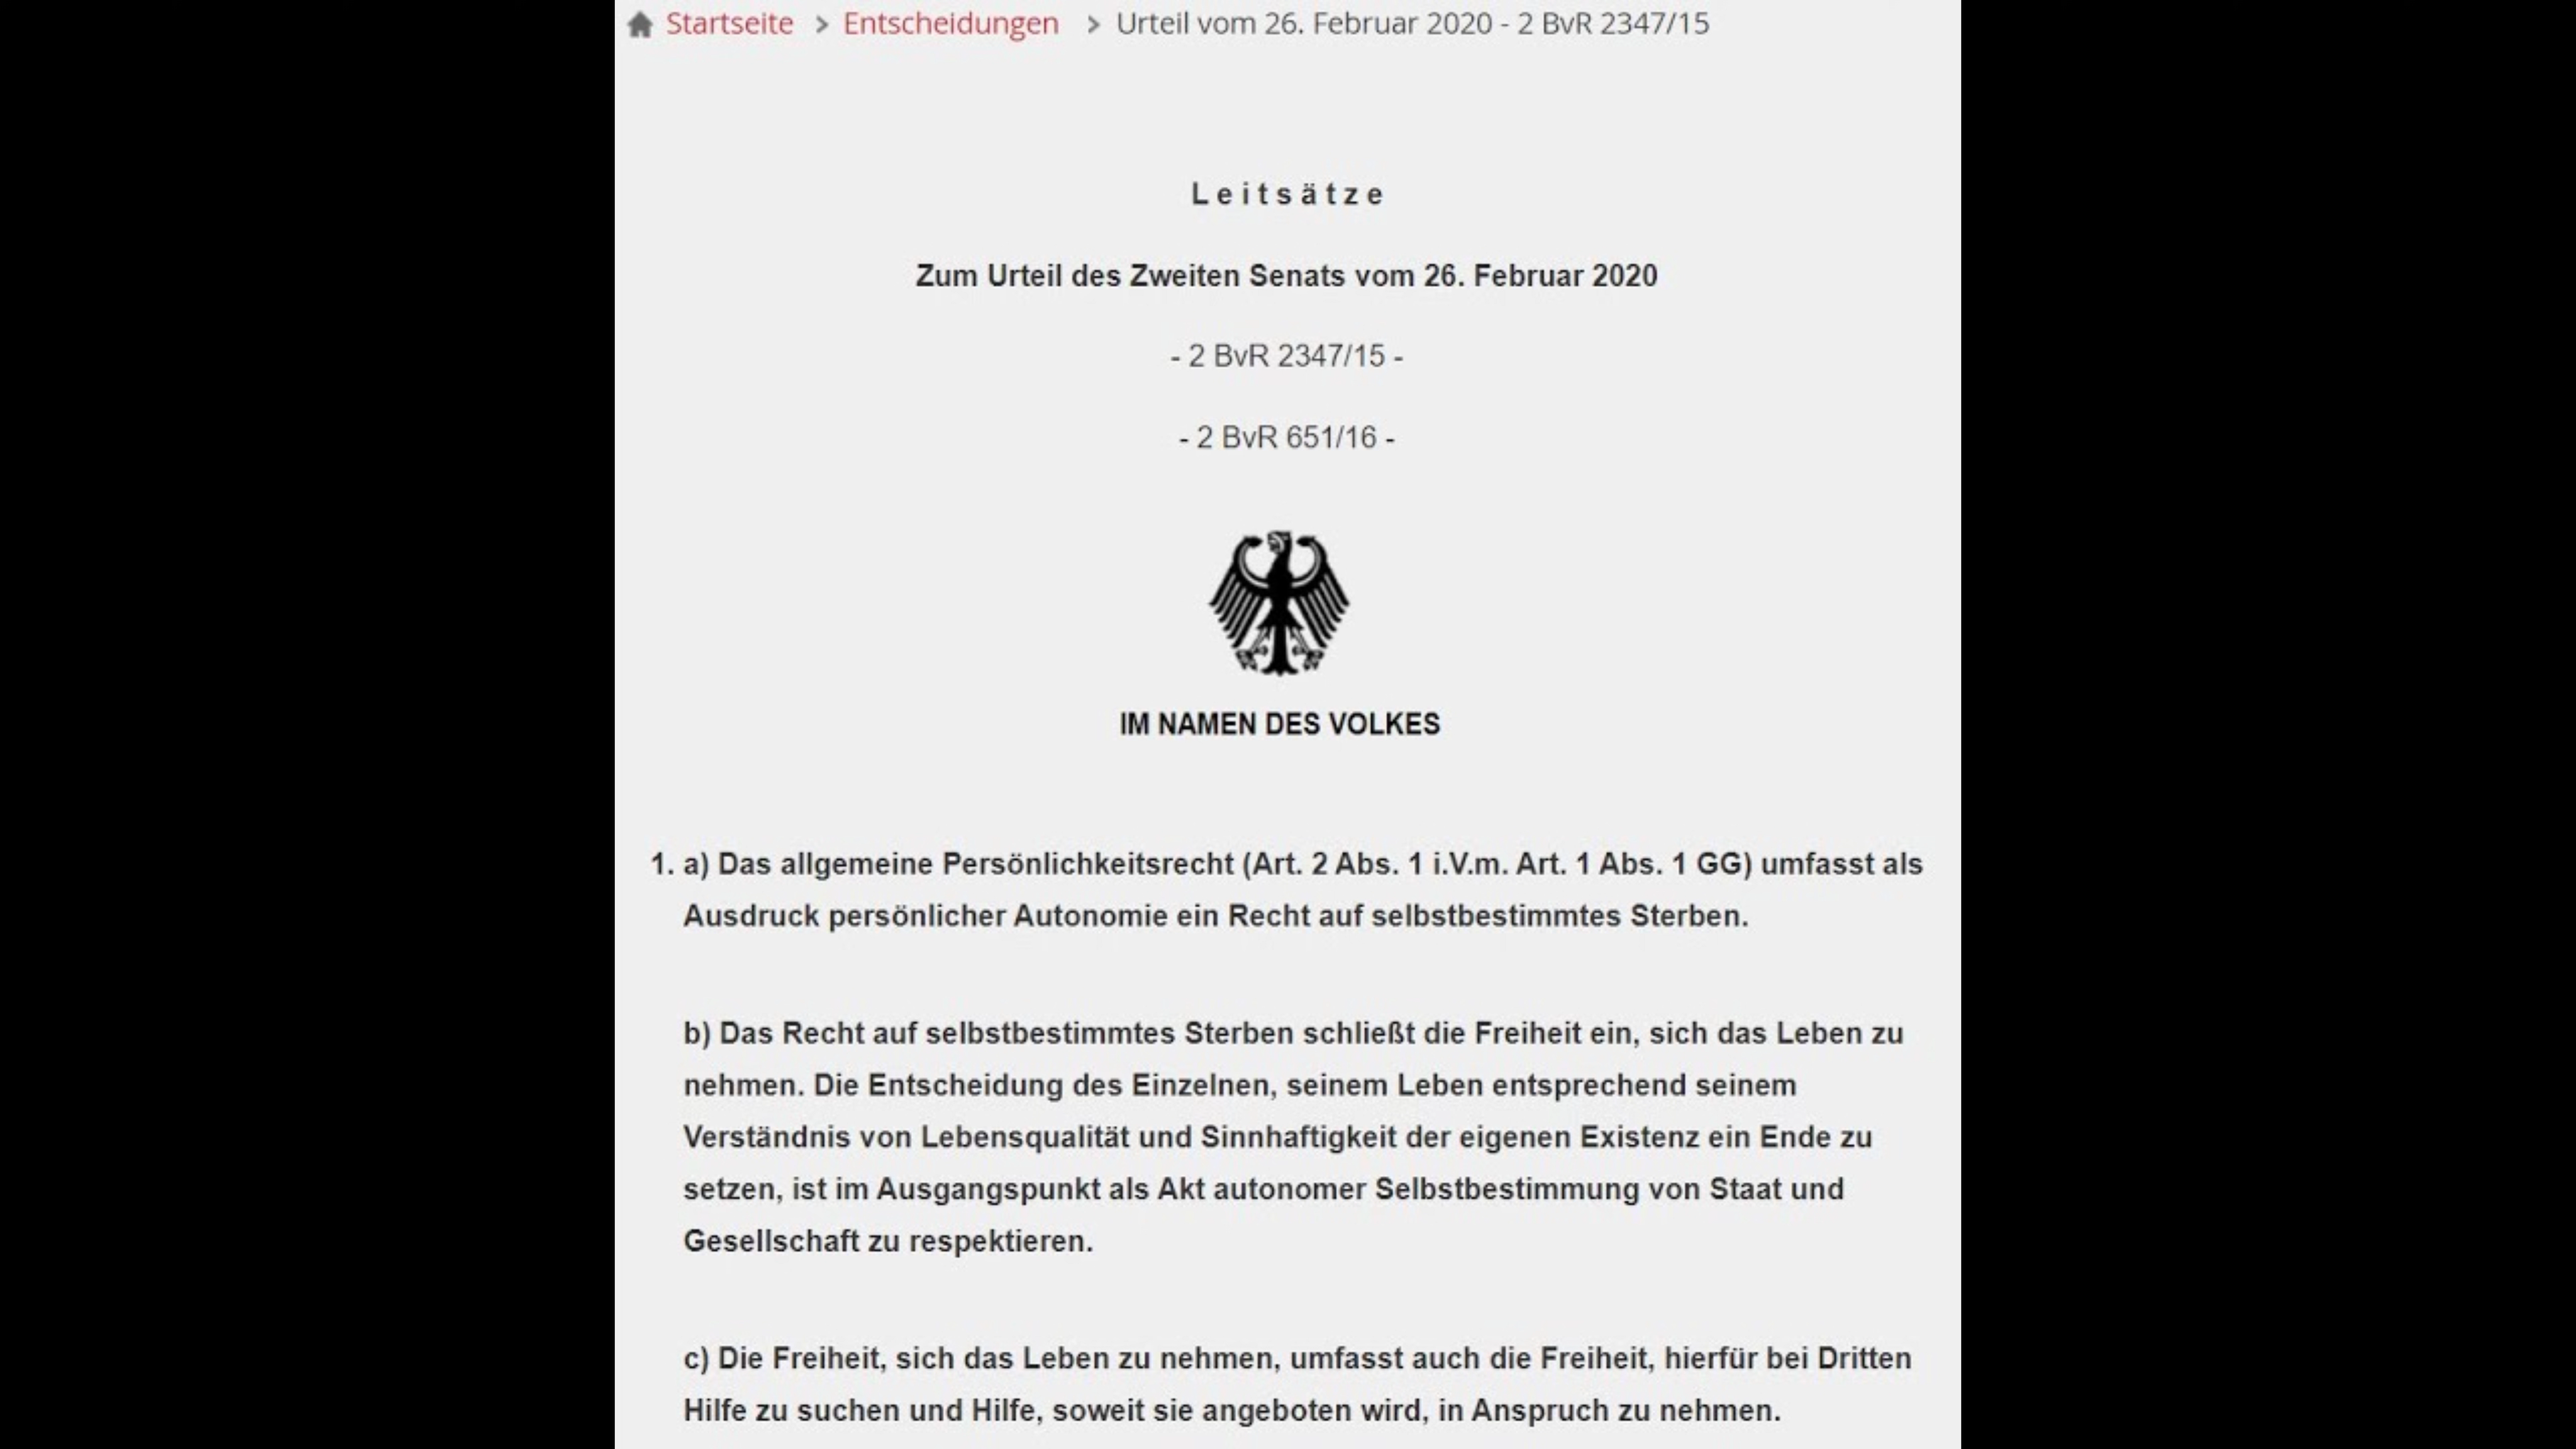 Startseite > Entscheidungen > Urteil vom 26. Februar 2020 - 2 BvR 2347/15
L e i t s ä t z e
Zum Urteil des Zweiten Senats vom 26. Februar 2020
- 2 BvR 2347/15 -
- 2 BvR 651/16 -
IM NAMEN DES VOLKES
1. a) Das allgemeine Persönlichkeitsrecht (Art. 2 Abs. 1 i.V.m. Art. 1 Abs. 1 GG) umfasst als
Ausdruck persönlicher Autonomie ein Recht auf selbstbestimmtes Sterben.
b) Das Recht auf selbstbestimmtes Sterben schließt die Freiheit ein, sich das Leben zu
nehmen. Die Entscheidung des Einzelnen, seinem Leben entsprechend seinem
Verständnis von Lebensqualität und Sinnhaftigkeit der eigenen Existenz ein Ende zu
setzen, ist im Ausgangspunkt als Akt autonomer Selbstbestimmung von Staat und
Gesellschaft zu respektieren.
c) Die Freiheit, sich das Leben zu nehmen, umfasst auch die Freiheit, hierfür bei Dritten
Hilfe zu suchen und Hilfe, soweit sie angeboten wird, in Anspruch zu nehmen.